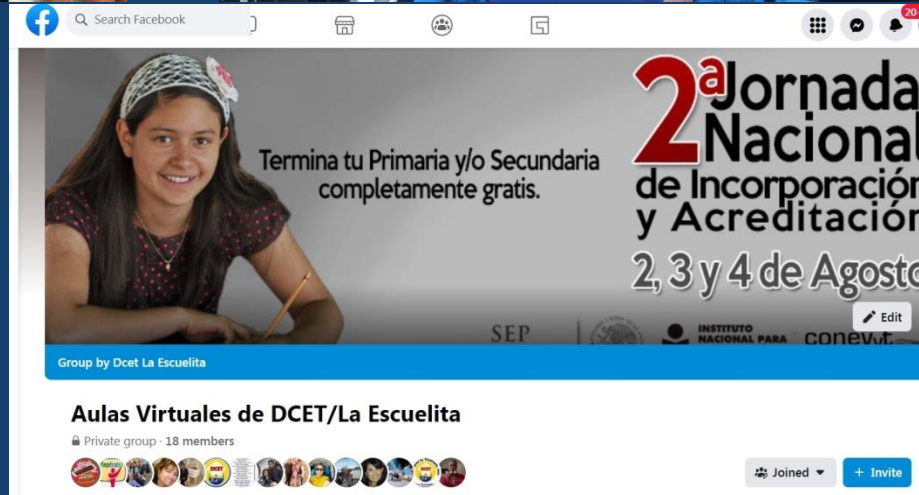 Search Facebook
20
Termina tu Primaria y/o Secundaria
completamente gratis.
2a Jornada
Nacional
de Incorporación
y Acreditación
2, 3 y 4 de Agosto
Edit
SEP
INSTITUTO
NACIONAL PARA
conevyt
Group by Dcet La Escuelita
Aulas Virtuales de DCET/La Escuelita
Private group · 18 members
Joined
+ Invite